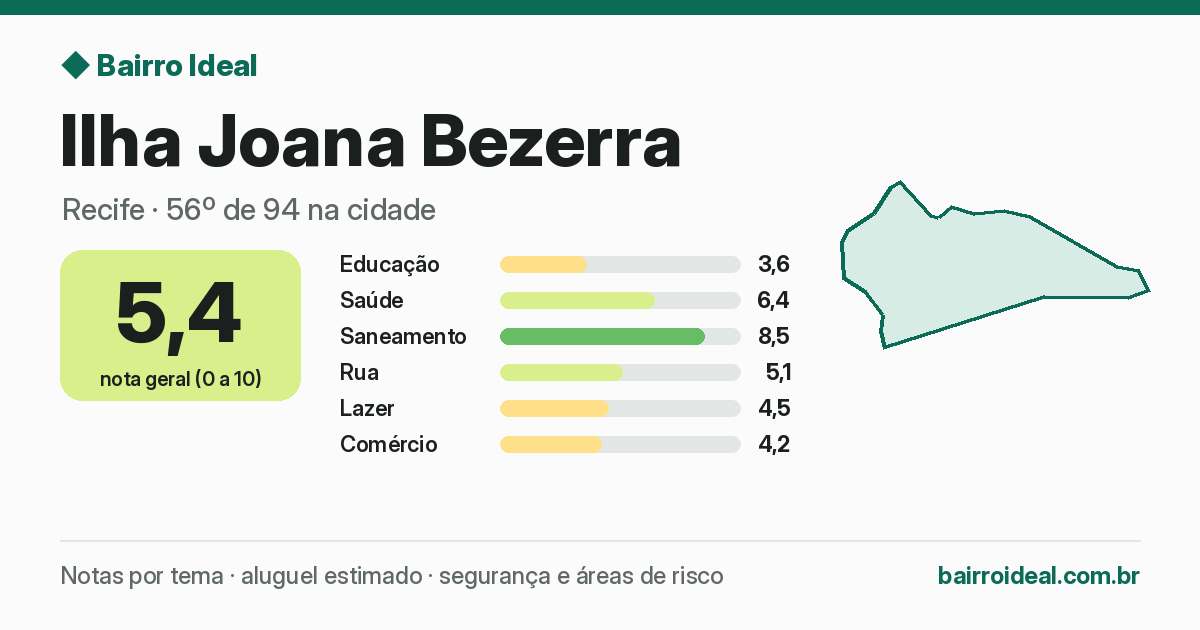 Bairro Ideal
Ilha Joana Bezerra
Recife · 56º de 94 na cidade
5,4
nota geral (0 a 10)
Educação 3,6
Saúde 6,4
Saneamento 8,5
Rua 5,1
Lazer 4,5
Comércio 4,2
Notas por tema · aluguel estimado · segurança e áreas de risco
bairroideal.com.br